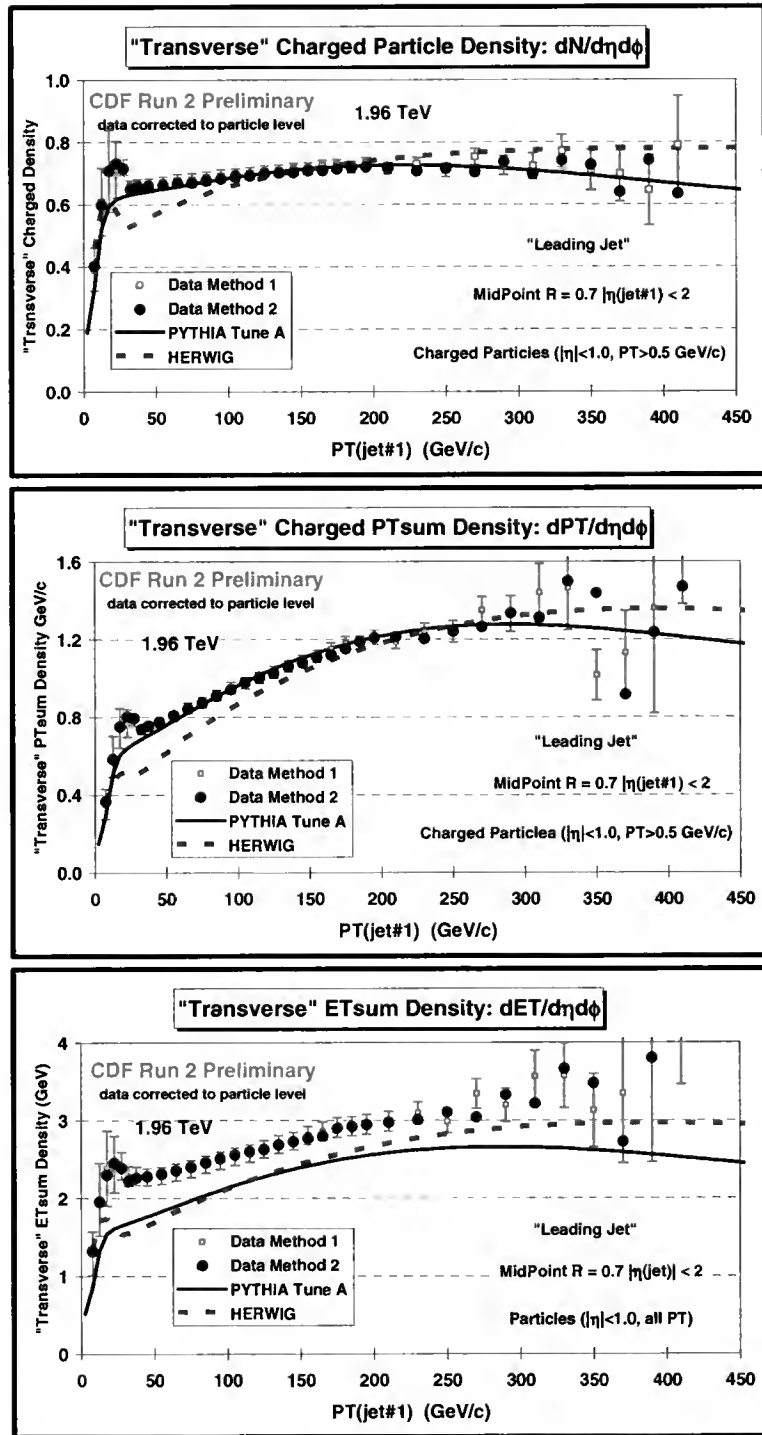 "Transverse" Charged Particle Density: dN/dηdϕ
CDF Run 2 Preliminary
data corrected to particle level
1.96 TeV
"Leading Jet"
MidPoint R = 0.7 |η(jet#1) < 2
Charged Particles (|η|<1.0, PT>0.5 GeV/c)
Data Method 1
Data Method 2
PYTHIA Tune A
HERWIG
"Trsnsverse" Charged Density
1.0
0.8
0.6
0.4
0.2
0.0
0 50 100 150 200 250 300 350 400 450
PT(jet#1) (GeV/c)
"Transverse" Charged PTsum Density: dPT/dηdϕ
CDF Run 2 Preliminary
data corrected to particle level
1.96 TeV
"Leading Jet"
MidPoint R = 0.7 |η(jet#1) < 2
Charged Particlea (|η|<1.0, PT>0.5 GeV/c)
Data Method 1
Data Method 2
PYTHIA Tune A
HERWIG
"Transverse" PTsum Density GeV/c
1.6
1.2
0.8
0.4
0.0
0 50 100 150 200 250 300 350 400 450
PT(jet#1) (GeV/c)
"Transverse" ETsum Density: dET/dηdϕ
CDF Run 2 Preliminary
data corrected to particle level
1.96 TeV
"Leading Jet"
MidPoint R = 0.7 |η(jet)| < 2
Particles (|η|<1.0, all PT)
Data Method 1
Data Method 2
PYTHIA Tune A
HERWIG
"Transverse" ETsum Density (GeV)
4
3
2
1
0
0 50 100 150 200 250 300 350 400 450
PT(jet#1) (GeV/c)